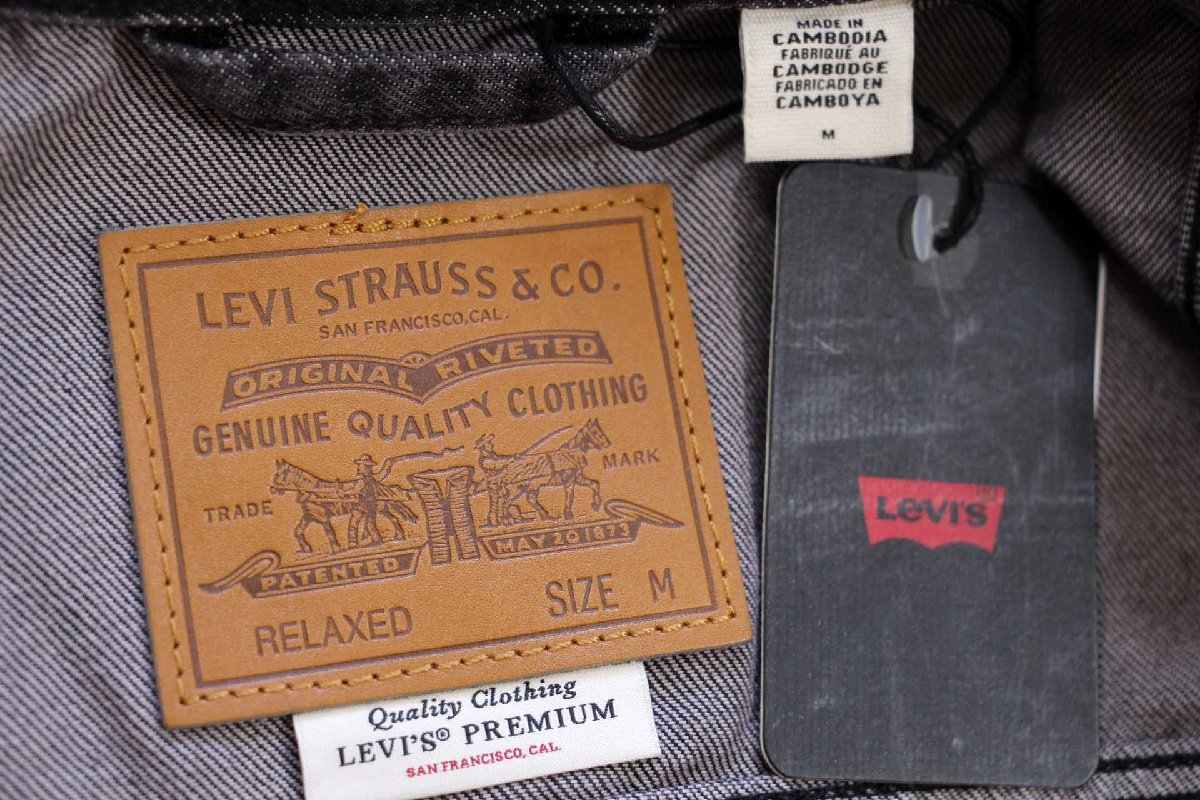 MADE IN
CAMBODIA
FABRIQUÉ AU
CAMBODGE
FABRICADO EN
CAMBOYA
M
LEVI STRAUSS & CO.
SAN FRANCISCO, CAL.
ORIGINAL RIVETED
GENUINE QUALITY CLOTHING
TRADE MARK
PATENTED MAY 20 1873
RELAXED SIZE M
Quality Clothing
LEVI'S® PREMIUM
SAN FRANCISCO, CAL.
Levi's